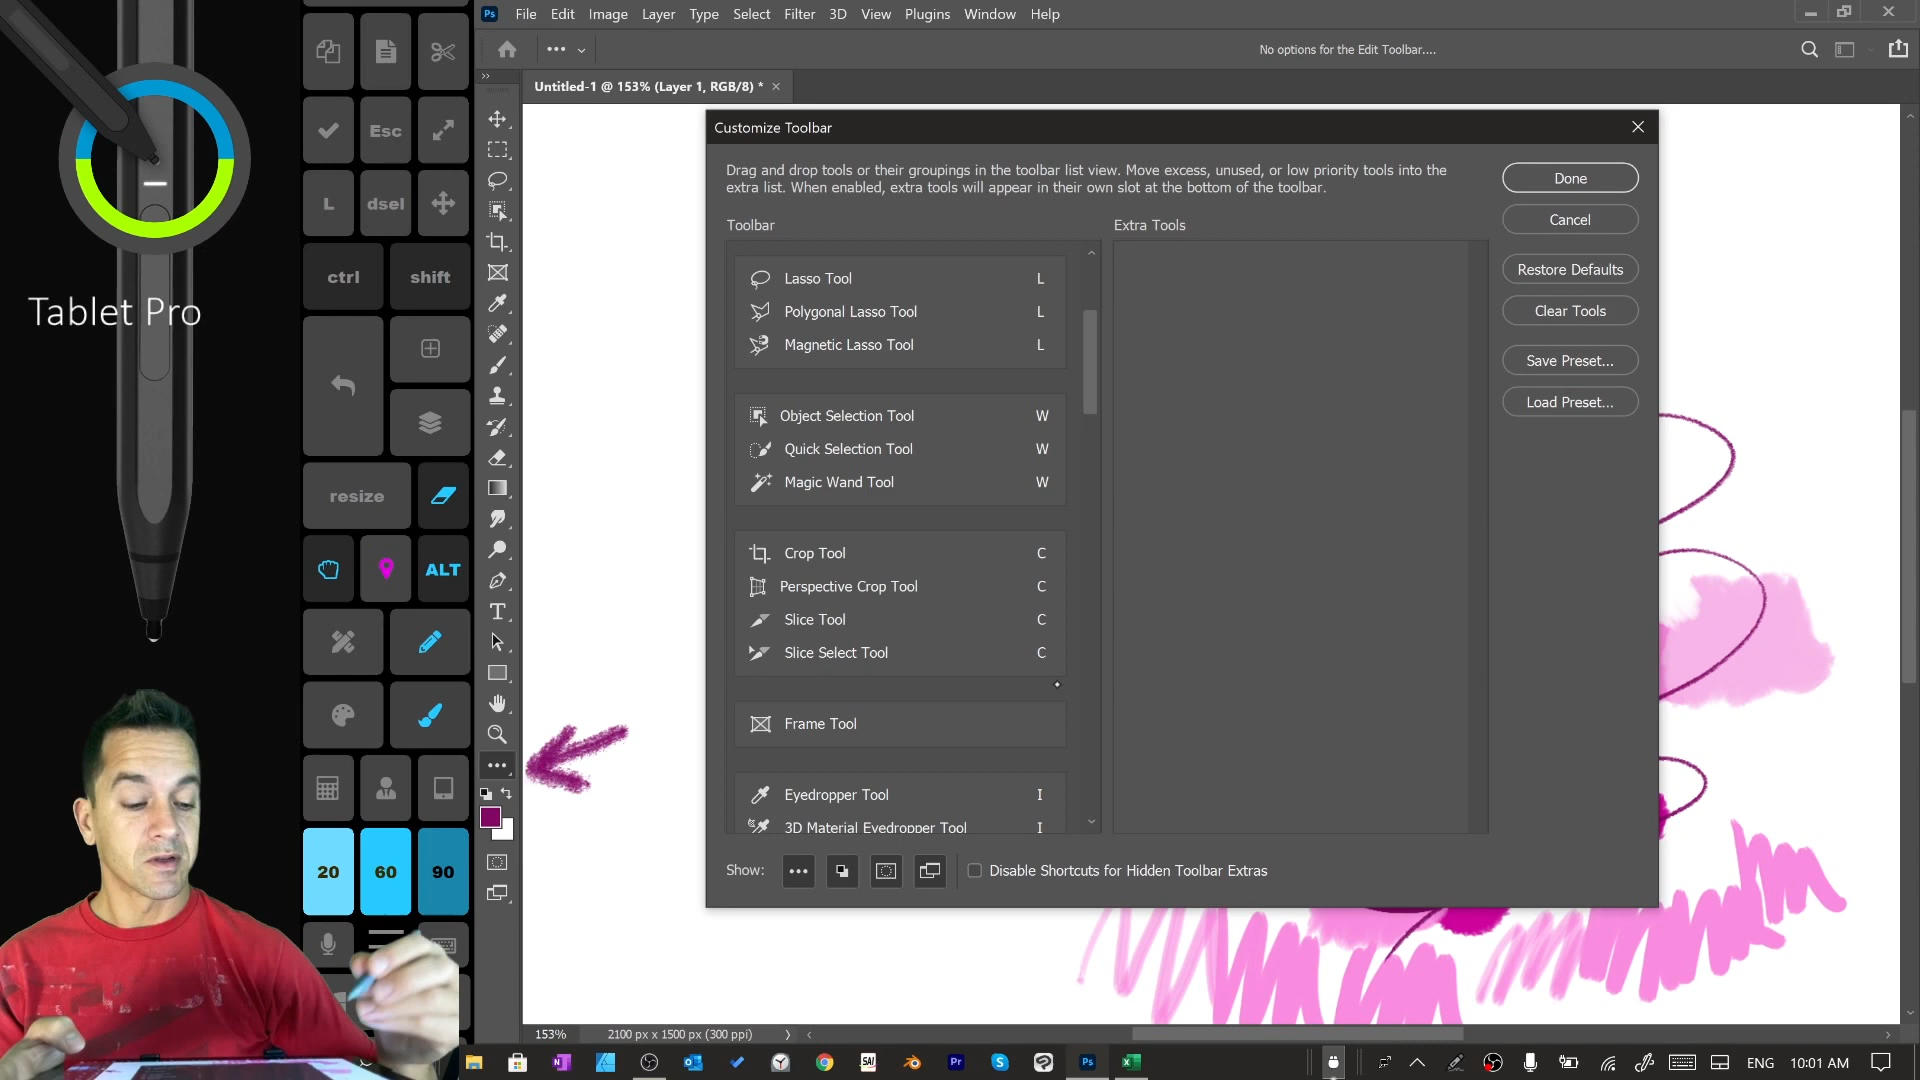 Ps File Edit Image Layer Type Select Filter 3D View Plugins Window Help
No options for the Edit Toolbar....
Untitled-1 @ 153% (Layer 1, RGB/8) *
Tablet Pro
Esc
L dsel
ctrl shift
resize
ALT
20 60 90
Customize Toolbar
Drag and drop tools or their groupings in the toolbar list view. Move excess, unused, or low priority tools into the
extra list. When enabled, extra tools will appear in their own slot at the bottom of the toolbar.
Toolbar
Extra Tools
Lasso Tool L
Polygonal Lasso Tool L
Magnetic Lasso Tool L
Object Selection Tool W
Quick Selection Tool W
Magic Wand Tool W
Crop Tool C
Perspective Crop Tool C
Slice Tool C
Slice Select Tool C
Frame Tool
Eyedropper Tool I
3D Material Eyedropper Tool I
Done
Cancel
Restore Defaults
Clear Tools
Save Preset...
Load Preset...
Show:
Disable Shortcuts for Hidden Toolbar Extras
153% 2100 px x 1500 px (300 ppi)
SAI
Pr
Ps
ENG 10:01 AM